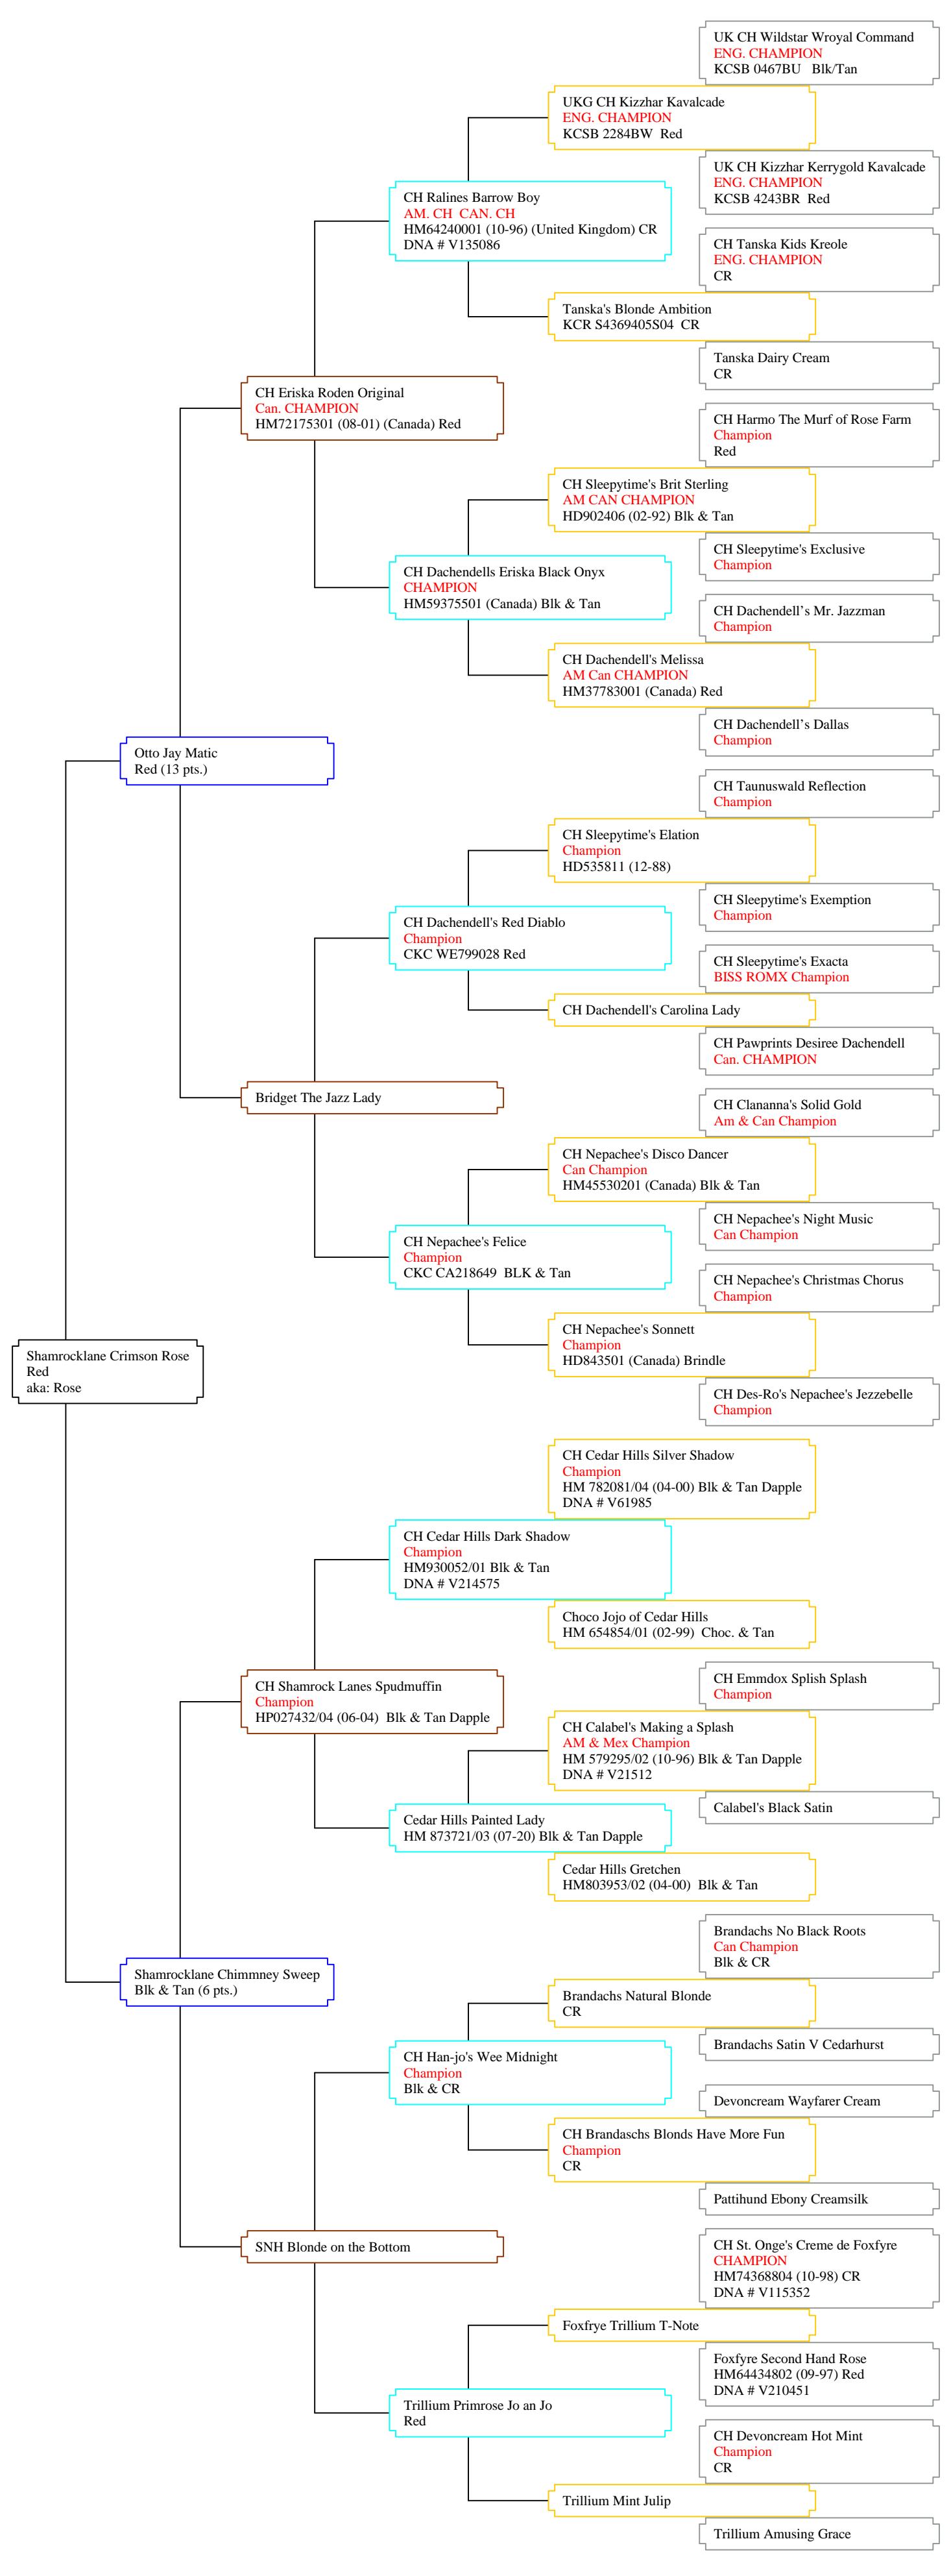 UK CH Wildstar Wroyal Command
ENG. CHAMPION
KCSB 0467BU   Blk/Tan
UKG CH Kizzhar Kavalcade
ENG. CHAMPION
KCSB 2284BW  Red
UK CH Kizzhar Kerrygold Kavalcade
ENG. CHAMPION
KCSB 4243BR  Red
CH Ralines Barrow Boy
AM. CH  CAN. CH
HM64240001 (10-96) (United Kingdom) CR
DNA # V135086
CH Tanska Kids Kreole
ENG. CHAMPION
CR
Tanska's Blonde Ambition
KCR S4369405S04  CR
Tanska Dairy Cream
CR
CH Eriska Roden Original
Can. CHAMPION
HM72175301 (08-01) (Canada) Red
CH Harmo The Murf of Rose Farm
Champion
Red
CH Sleepytime's Brit Sterling
AM CAN CHAMPION
HD902406 (02-92) Blk & Tan
CH Sleepytime's Exclusive
Champion
CH Dachendells Eriska Black Onyx
CHAMPION
HM59375501 (Canada) Blk & Tan
CH Dachendell’s Mr. Jazzman
Champion
CH Dachendell's Melissa
AM Can CHAMPION
HM37783001 (Canada) Red
CH Dachendell’s Dallas
Champion
Otto Jay Matic
Red (13 pts.)
CH Taunuswald Reflection
Champion
CH Sleepytime's Elation
Champion
HD535811 (12-88)
CH Sleepytime's Exemption
Champion
CH Dachendell's Red Diablo
Champion
CKC WE799028 Red
CH Sleepytime's Exacta
BISS ROMX Champion
CH Dachendell's Carolina Lady
CH Pawprints Desiree Dachendell
Can. CHAMPION
Bridget The Jazz Lady
CH Clananna's Solid Gold
Am & Can Champion
CH Nepachee's Disco Dancer
Can Champion
HM45530201 (Canada) Blk & Tan
CH Nepachee's Night Music
Can Champion
CH Nepachee's Felice
Champion
CKC CA218649  BLK & Tan
CH Nepachee's Christmas Chorus
Champion
CH Nepachee's Sonnett
Champion
HD843501 (Canada) Brindle
CH Des-Ro's Nepachee's Jezzebelle
Champion
Shamrocklane Crimson Rose
Red
aka: Rose
CH Cedar Hills Silver Shadow
Champion
HM 782081/04 (04-00) Blk & Tan Dapple
DNA # V61985
CH Cedar Hills Dark Shadow
Champion
HM930052/01 Blk & Tan
DNA # V214575
Choco Jojo of Cedar Hills
HM 654854/01 (02-99)  Choc. & Tan
CH Shamrock Lanes Spudmuffin
Champion
HP027432/04 (06-04)  Blk & Tan Dapple
CH Emmdox Splish Splash
Champion
CH Calabel's Making a Splash
AM & Mex Champion
HM 579295/02 (10-96) Blk & Tan Dapple
DNA # V21512
Calabel's Black Satin
Cedar Hills Painted Lady
HM 873721/03 (07-20) Blk & Tan Dapple
Cedar Hills Gretchen
HM803953/02 (04-00)  Blk & Tan
Shamrocklane Chimmney Sweep
Blk & Tan (6 pts.)
Brandachs No Black Roots
Can Champion
Blk & CR
Brandachs Natural Blonde
CR
Brandachs Satin V Cedarhurst
CH Han-jo's Wee Midnight
Champion
Blk & CR
Devoncream Wayfarer Cream
CH Brandaschs Blonds Have More Fun
Champion
CR
Pattihund Ebony Creamsilk
SNH Blonde on the Bottom
CH St. Onge's Creme de Foxfyre
CHAMPION
HM74368804 (10-98) CR
DNA # V115352
Foxfrye Trillium T-Note
Foxfyre Second Hand Rose
HM64434802 (09-97) Red
DNA # V210451
Trillium Primrose Jo an Jo
Red
CH Devoncream Hot Mint
Champion
CR
Trillium Mint Julip
Trillium Amusing Grace